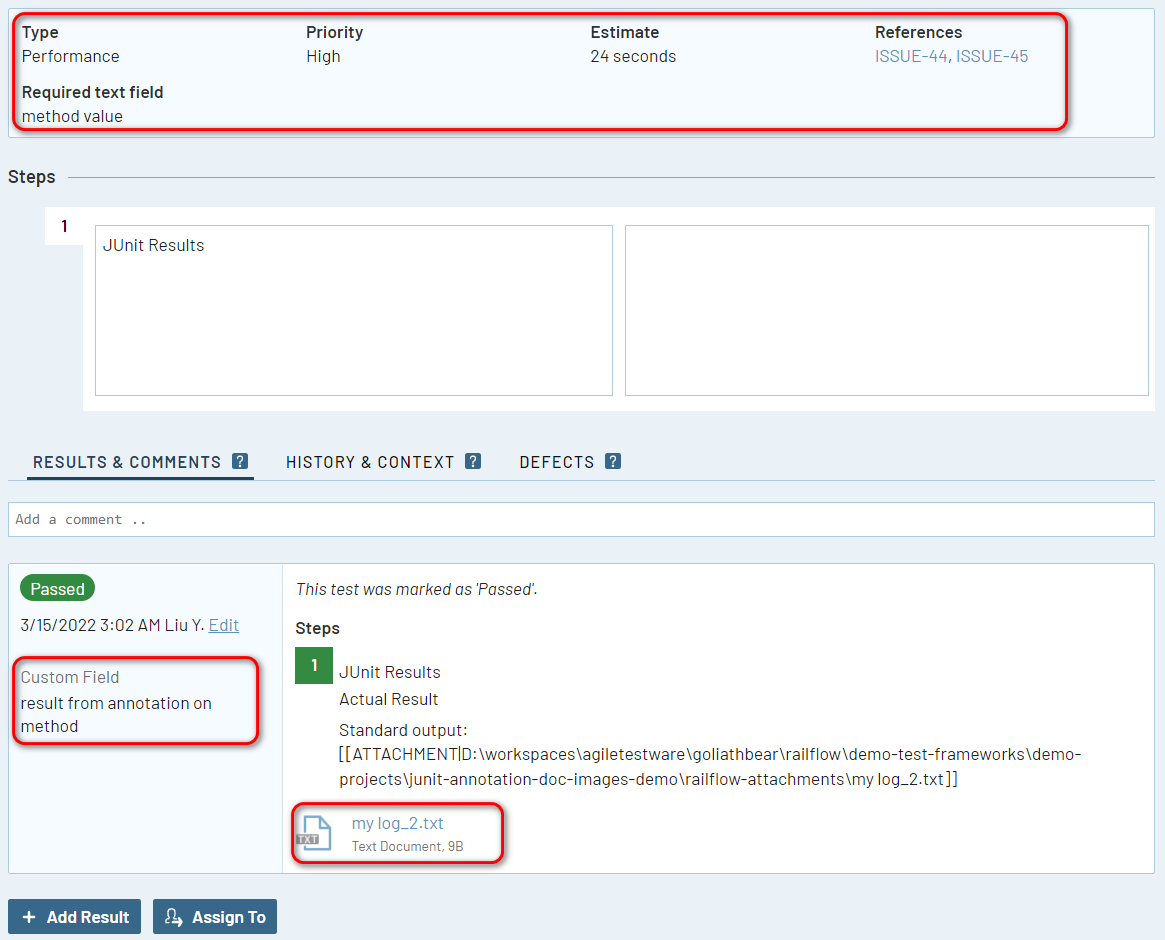 Type Priority Estimate References
Performance High 24 seconds ISSUE-44, ISSUE-45
Required text field
method value
Steps
1
JUnit Results
RESULTS & COMMENTS ? HISTORY & CONTEXT ? DEFECTS ?
Add a comment ..
Passed
3/15/2022 3:02 AM Liu Y. Edit
Custom Field
result from annotation on
method
This test was marked as 'Passed'.
Steps
1
JUnit Results
Actual Result
Standard output:
[[ATTACHMENT|D:\workspaces\agiletestware\goliathbear\railflow\demo-test-frameworks\demo-
projects\junit-annotation-doc-images-demo\railflow-attachments\my log_2.txt]]
TXT
my log_2.txt
Text Document, 9B
+ Add Result Assign To